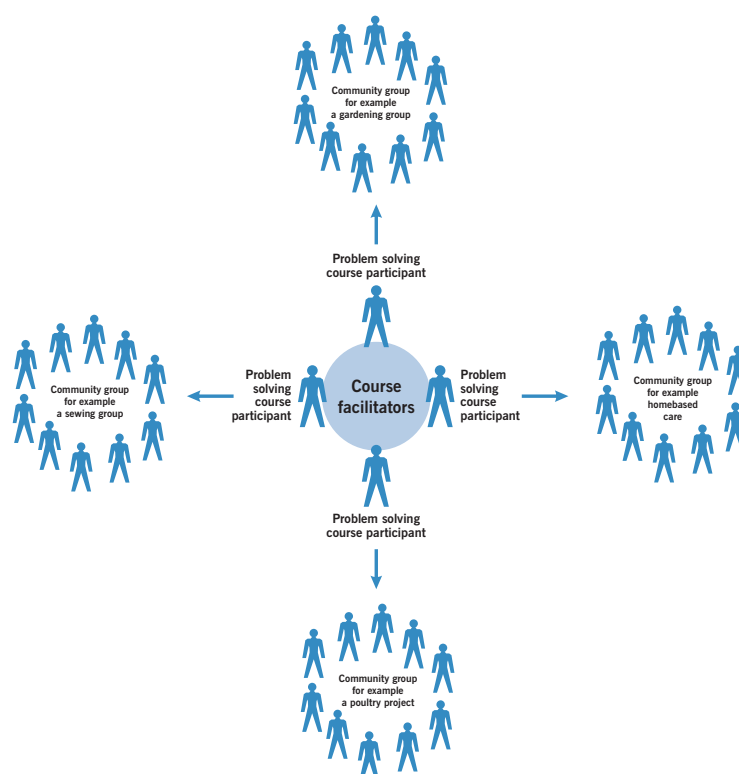 Community group
for example
a gardening group
Problem solving
course participant
Community group
for example
a sewing group
Problem
solving
course
participant
Course
facilitators
Problem
solving
course
participant
Community group
for example
homebased
care
Problem solving
course participant
Community group
for example
a poultry project